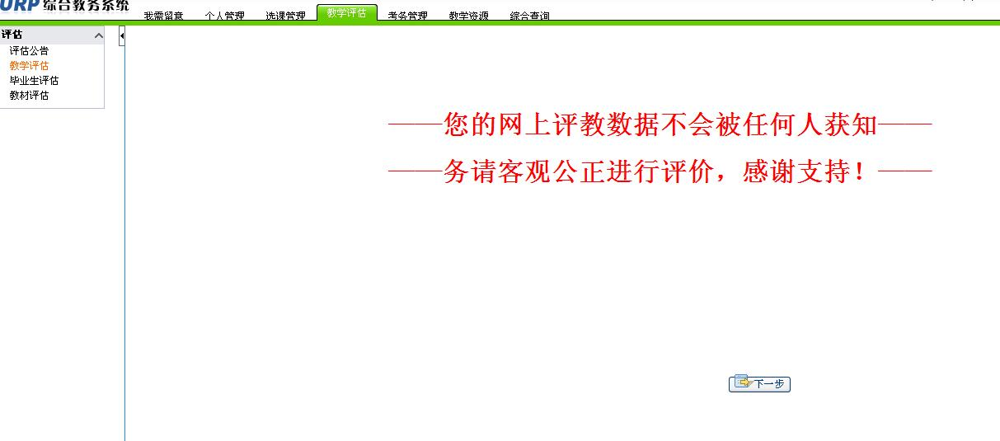 URP 综合教务系统
我需留意 个人管理 选课管理 教学评估 考务管理 教学资源 综合查询
评估
评估公告
教学评估
毕业生评估
教材评估
——您的网上评教数据不会被任何人获知——
——务请客观公正进行评价，感谢支持！——
下一步